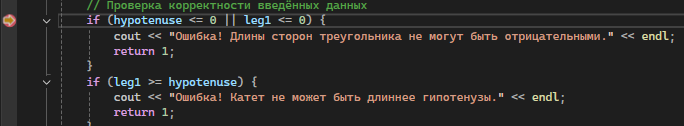 // Проверка корректности введённых данных
if (hypotenuse <= 0 || leg1 <= 0) {
cout << "Ошибка! Длины сторон треугольника не могут быть отрицательными." << endl;
return 1;
}
if (leg1 >= hypotenuse) {
cout << "Ошибка! Катет не может быть длиннее гипотенузы." << endl;
return 1;
}